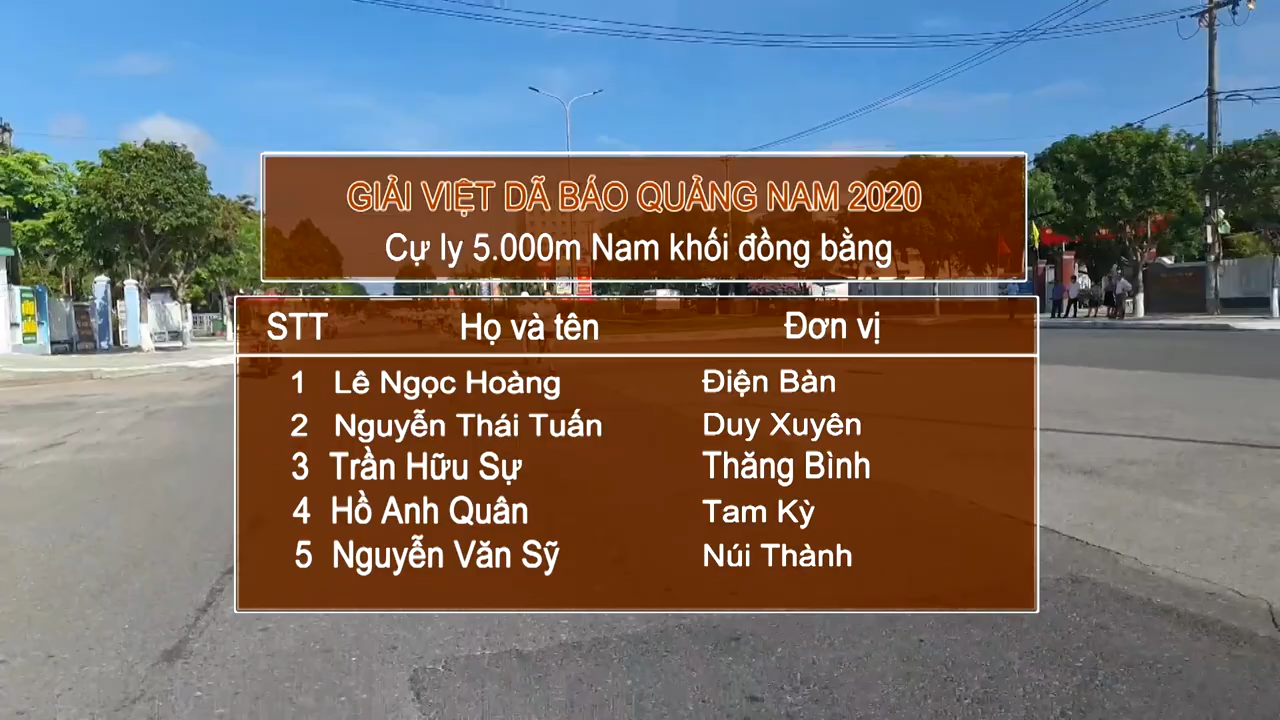 GIẢI VIỆT DÃ BÁO QUẢNG NAM 2020
Cự ly 5.000m Nam khối đồng bằng
STT Họ và tên Đơn vị
1 Lê Ngọc Hoàng Điện Bàn
2 Nguyễn Thái Tuấn Duy Xuyên
3 Trần Hữu Sự Thăng Bình
4 Hồ Anh Quân Tam Kỳ
5 Nguyễn Văn Sỹ Núi Thành